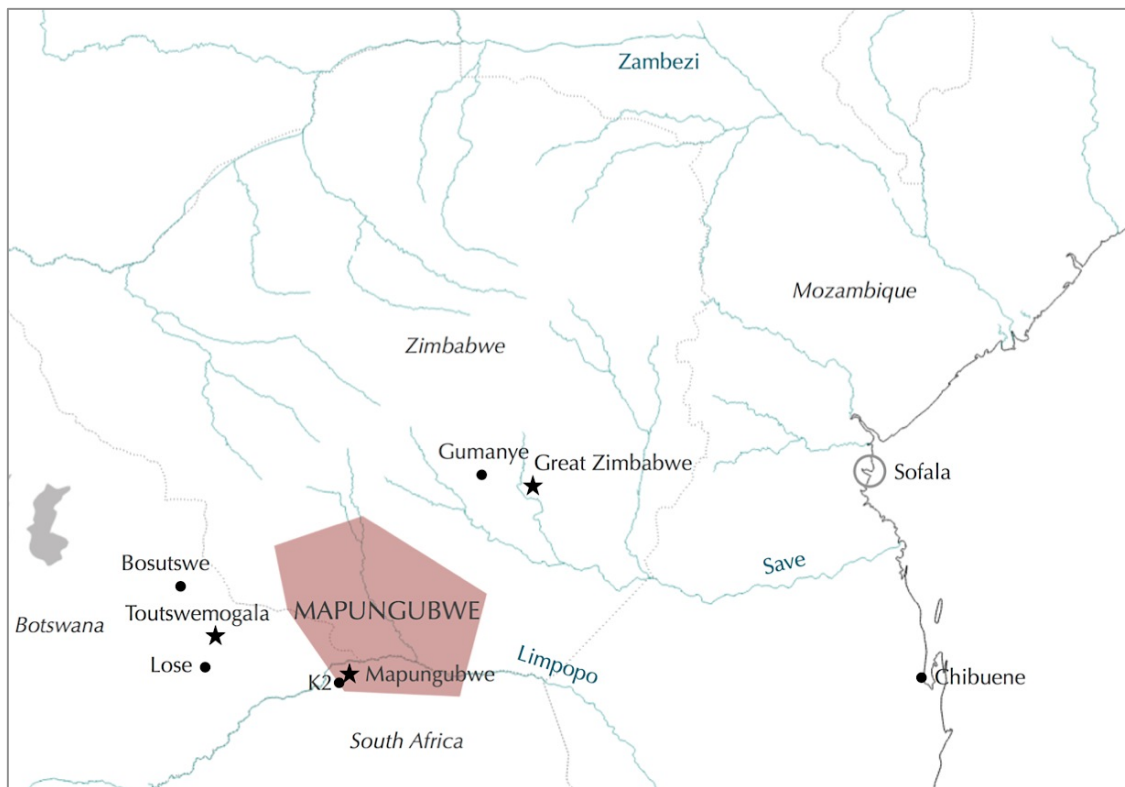 Zambezi
Mozambique
Zimbabwe
Gumanye
Great Zimbabwe
Sofala
Save
Bosutswe
Toutswemogala
MAPUNGUBWE
Botswana
Lose
K2
Mapungubwe
Limpopo
Chibuene
South Africa